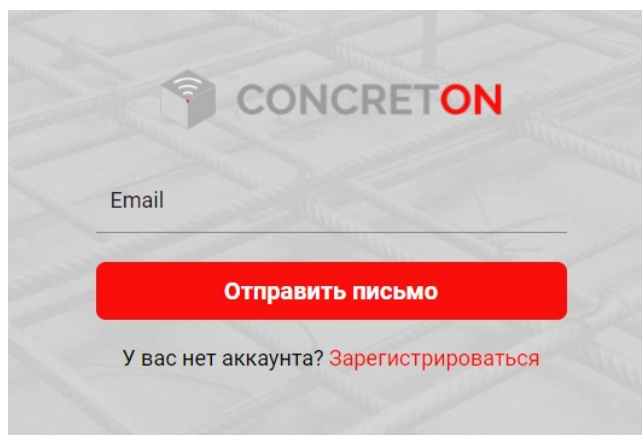 CONCRETON
Email
Отправить письмо
У вас нет аккаунта? Зарегистрироваться